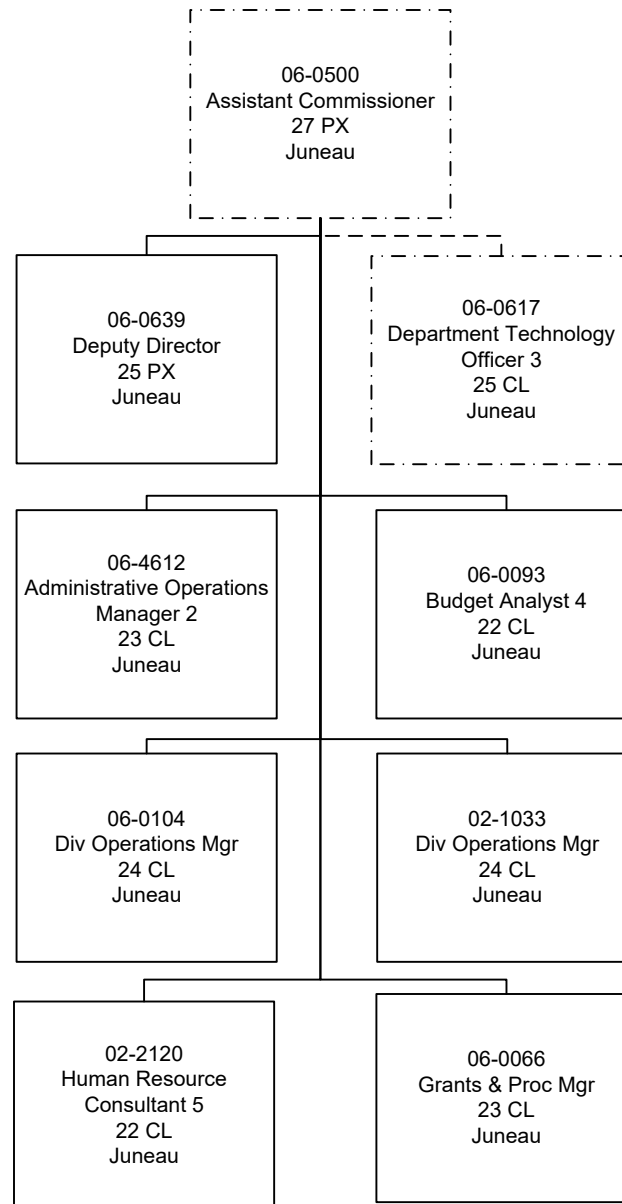 06-0500
Assistant Commissioner
27 PX
Juneau
06-0639
Deputy Director
25 PX
Juneau
06-0617
Department Technology
Officer 3
25 CL
Juneau
06-4612
Administrative Operations
Manager 2
23 CL
Juneau
06-0093
Budget Analyst 4
22 CL
Juneau
06-0104
Div Operations Mgr
24 CL
Juneau
02-1033
Div Operations Mgr
24 CL
Juneau
02-2120
Human Resource
Consultant 5
22 CL
Juneau
06-0066
Grants & Proc Mgr
23 CL
Juneau